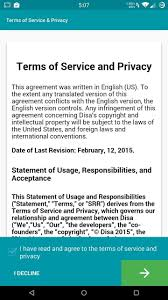 5:07
Terms of Service & Privacy
Terms of Service and Privacy
This agreement was written in English (US). To
the extent any translated version of this
agreement conflicts with the English version, the
English version controls. Any infringement of this
agreement concerning Disa's copyright and
intellectual property will be subject to the laws of
the United States, and foreign laws and
international conventions.
Date of Last Revision: February, 12, 2015.
Statement of Usage, Responsibilities, and
Acceptance
This Statement of Usage and Responsibilities
("Statement," "Terms", or "SRR") derives from the
Terms of Service and Privacy, which governs our
relationship and agreement between Disa
("We","Us", "Our", "the developers", "the co-
founders", "the copyright", "© Disa 2015", "the
I have read and agree to the terms of service and
privacy
I DECLINE